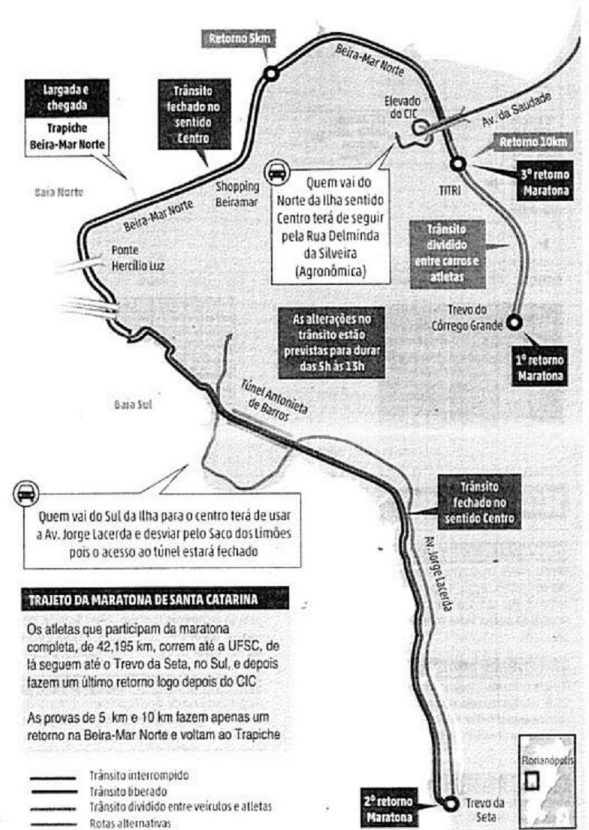 Retorno 5km
Beira-Mar Norte
Largada e
chegada
Trapiche
Beira-Mar Norte
Trânsito
fechado no
sentido
Centro
Elevado
do CIC
Av. da Saudade
Retorno 10km
3º retorno
Maratona
TITRI
Baía Norte
Beira-Mar Norte
Shopping
Beiramar
Quem vai do
Norte da Ilha sentido
Centro terá de seguir
pela Rua Delminda
da Silveira
(Agronômica)
Trânsito
dividido
entre carros e
atletas
Ponte
Hercílio Luz
As alterações no
trânsito estão
previstas para durar
das 5h às 13h
Trevo do
Córrego Grande
1º retorno
Maratona
Baía Sul
Túnel Antonieta
de Barros
Quem vai do Sul da Ilha para o centro terá de usar
a Av. Jorge Lacerda e desviar pelo Saco dos Limões
pois o acesso ao túnel estará fechado
Trânsito
fechado no
sentido Centro
Av. Jorge Lacerda
TRAJETO DA MARATONA DE SANTA CATARINA
Os atletas que participam da maratona
completa, de 42,195 km, correm até a UFSC, de
lá seguem até o Trevo da Seta, no Sul, e depois
fazem um último retorno logo depois do CIC
As provas de 5 km e 10 km fazem apenas um
retorno na Beira-Mar Norte e voltam ao Trapiche
Trânsito interrompido
Trânsito liberado
Trânsito dividido entre veículos e atletas
Rotas alternativas
2º retorno
Maratona
Trevo da
Seta
Florianópolis